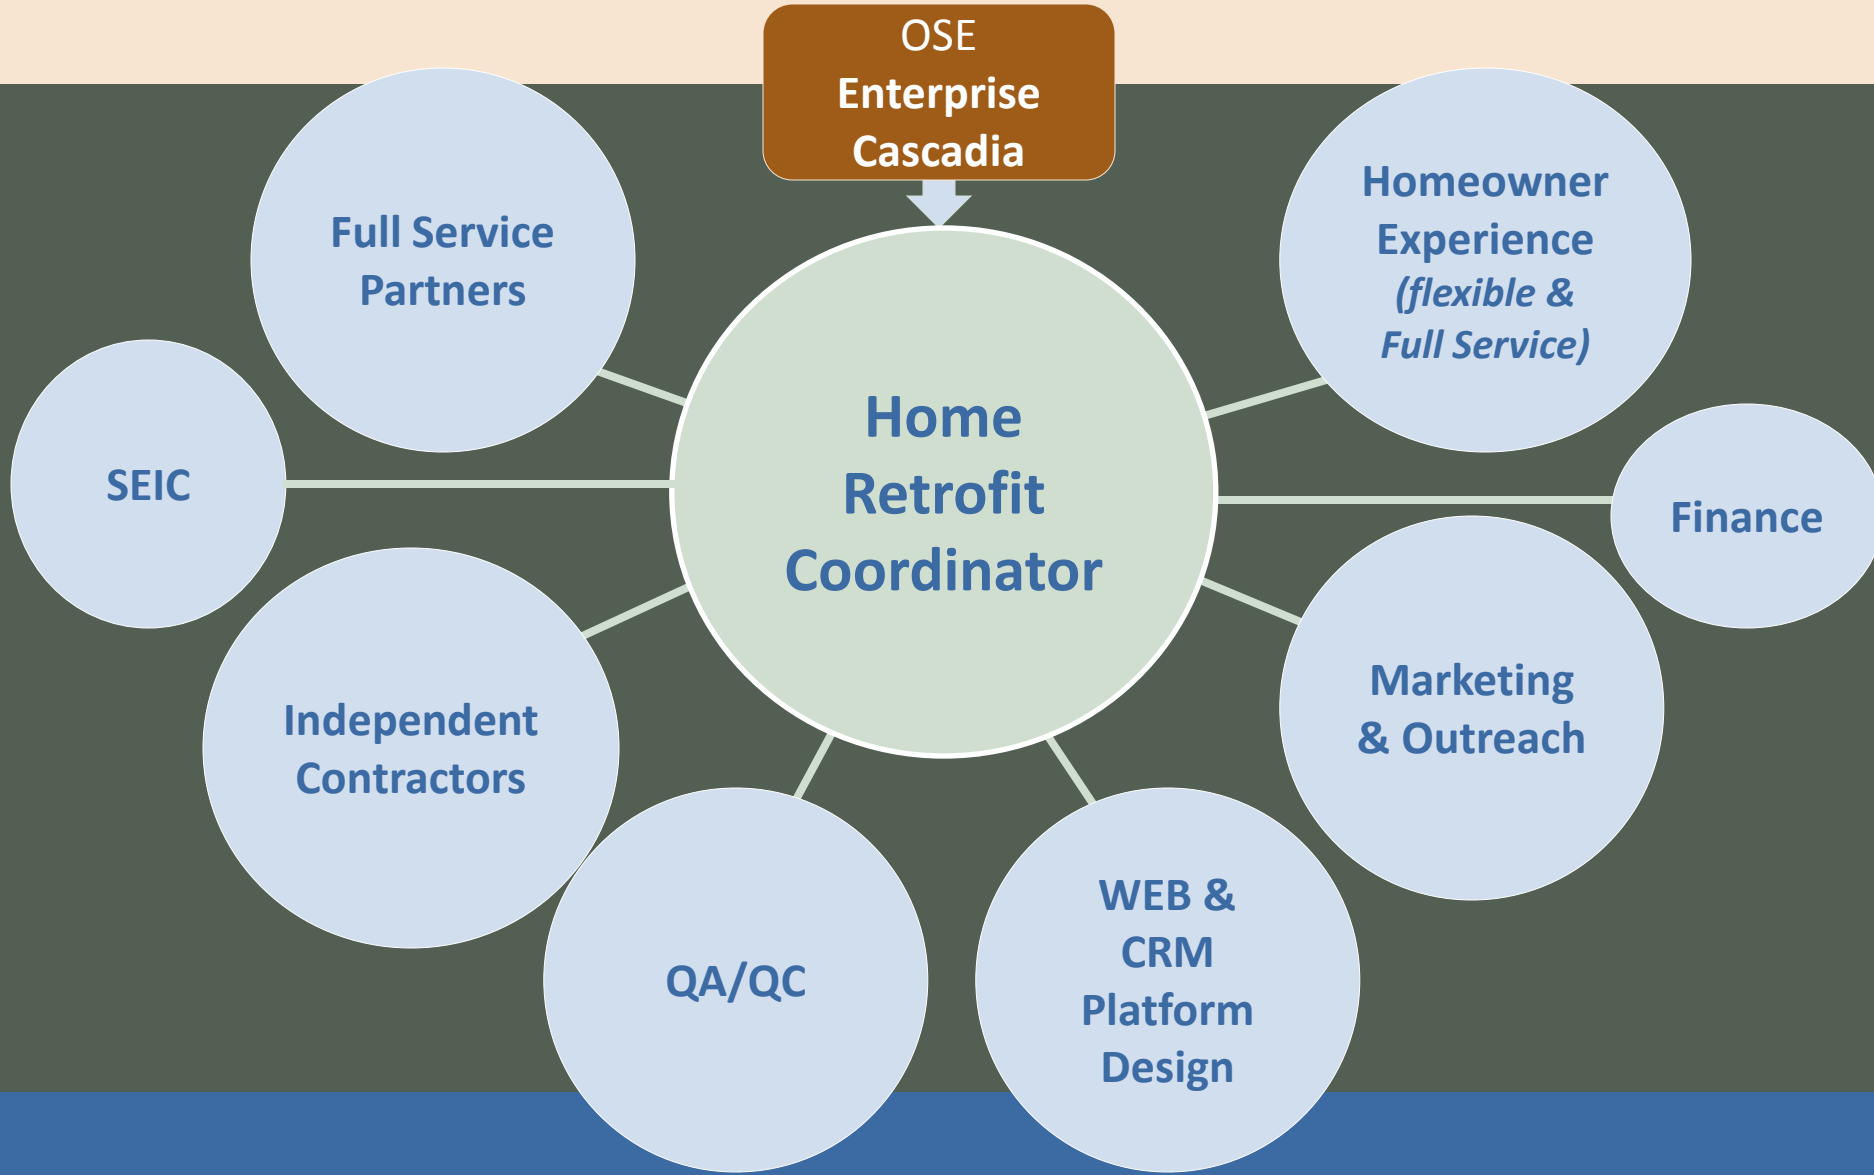 OSE
Enterprise
Cascadia
Full Service
Partners
Homeowner
Experience
(flexible &
Full Service)
SEIC
Home
Retrofit
Coordinator
Finance
Independent
Contractors
Marketing
& Outreach
QA/QC
WEB &
CRM
Platform
Design